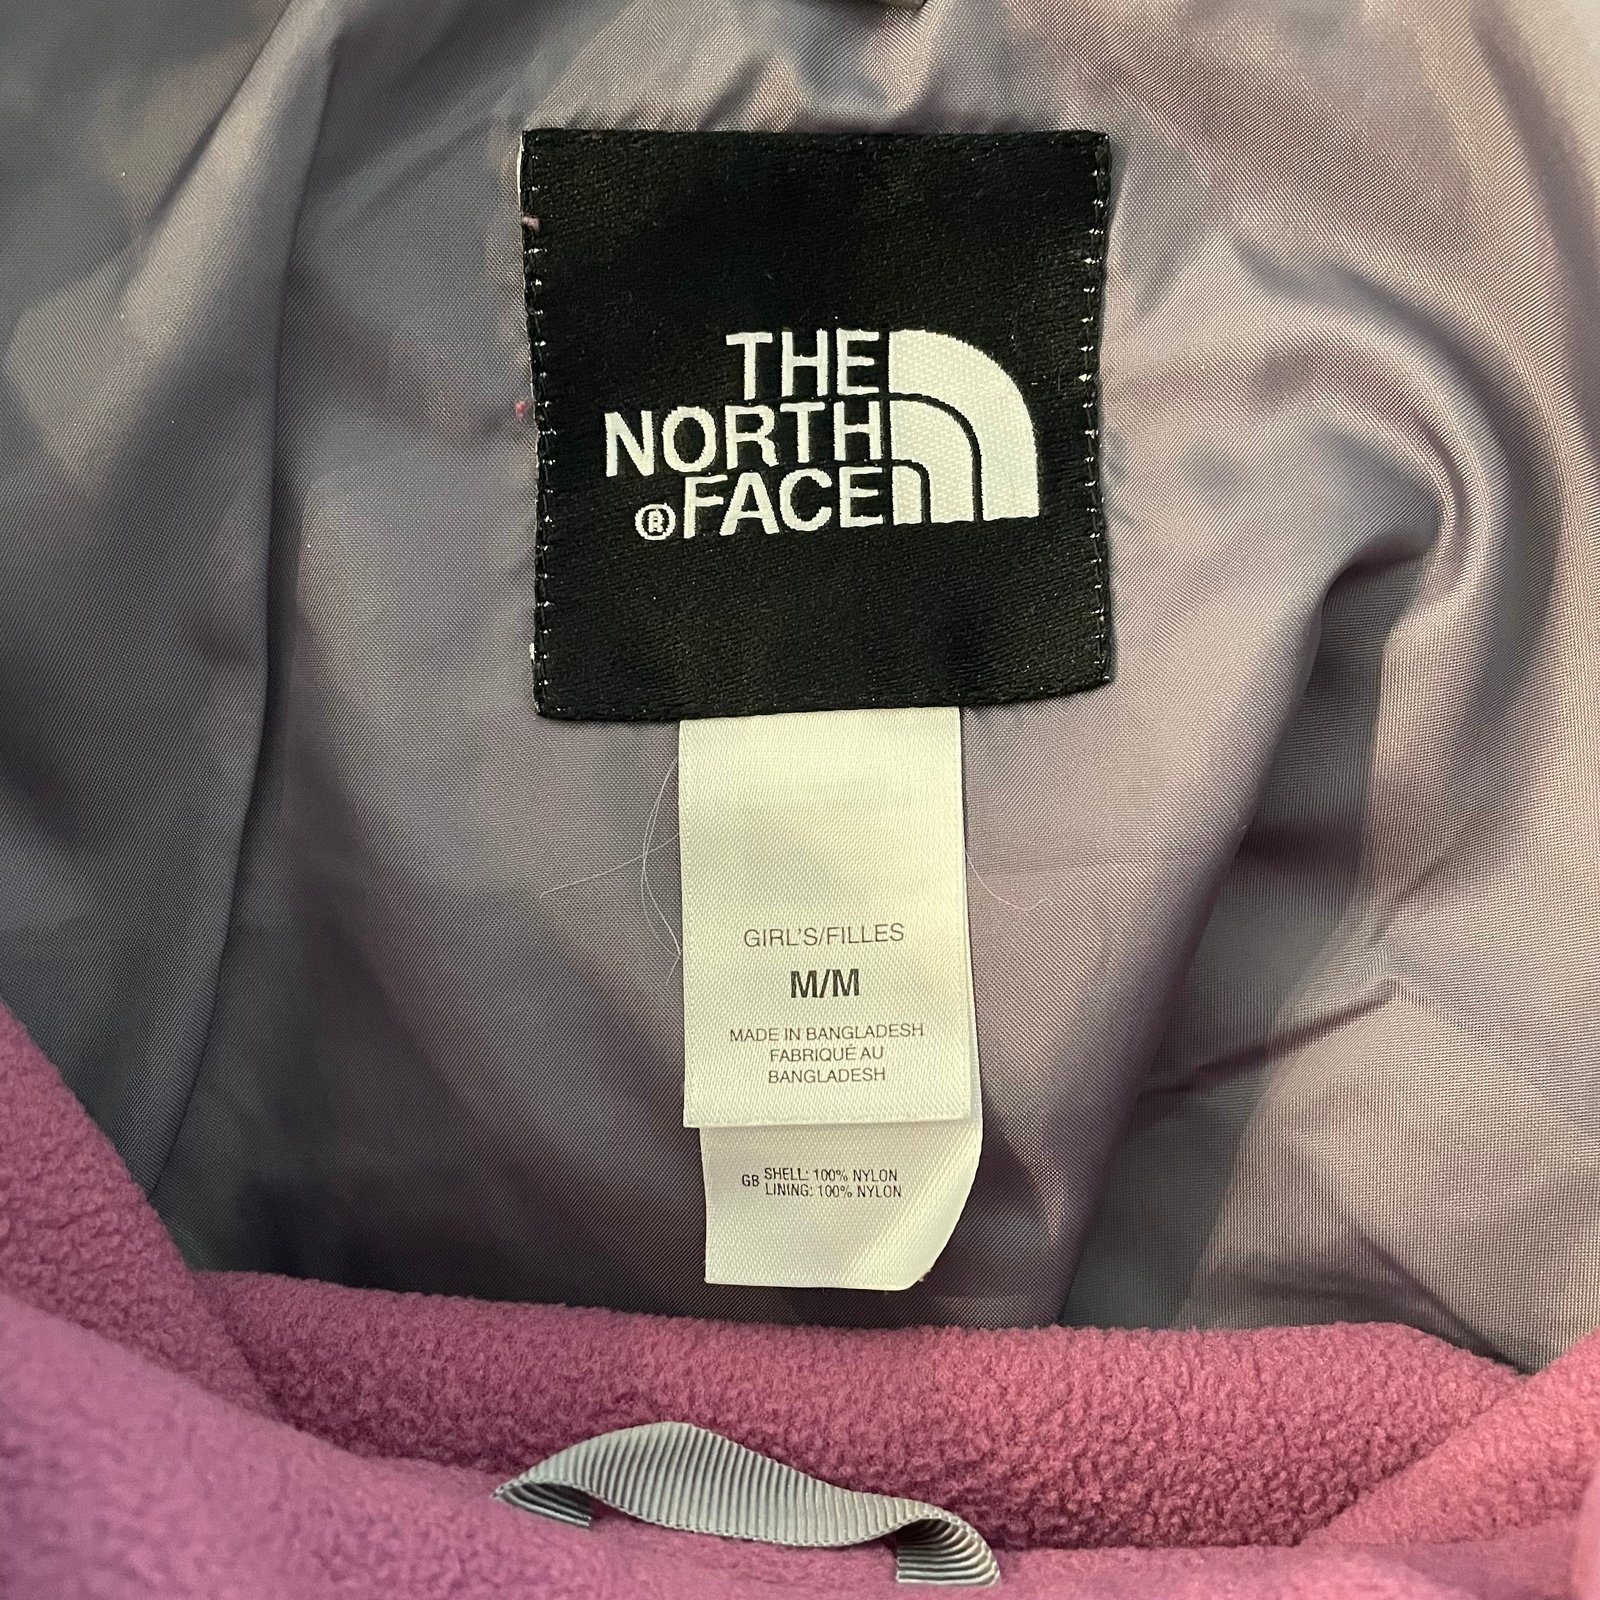 THE
NORTH
®FACE
GIRL'S/FILLES
M/M
MADE IN BANGLADESH
FABRIQUÉ AU
BANGLADESH
GB SHELL: 100% NYLON
LINING: 100% NYLON